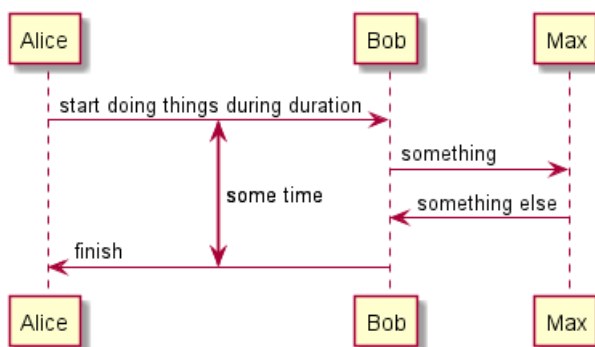 Alice
Bob
Max
start doing things during duration
something
some time
something else
finish
Alice
Bob
Max